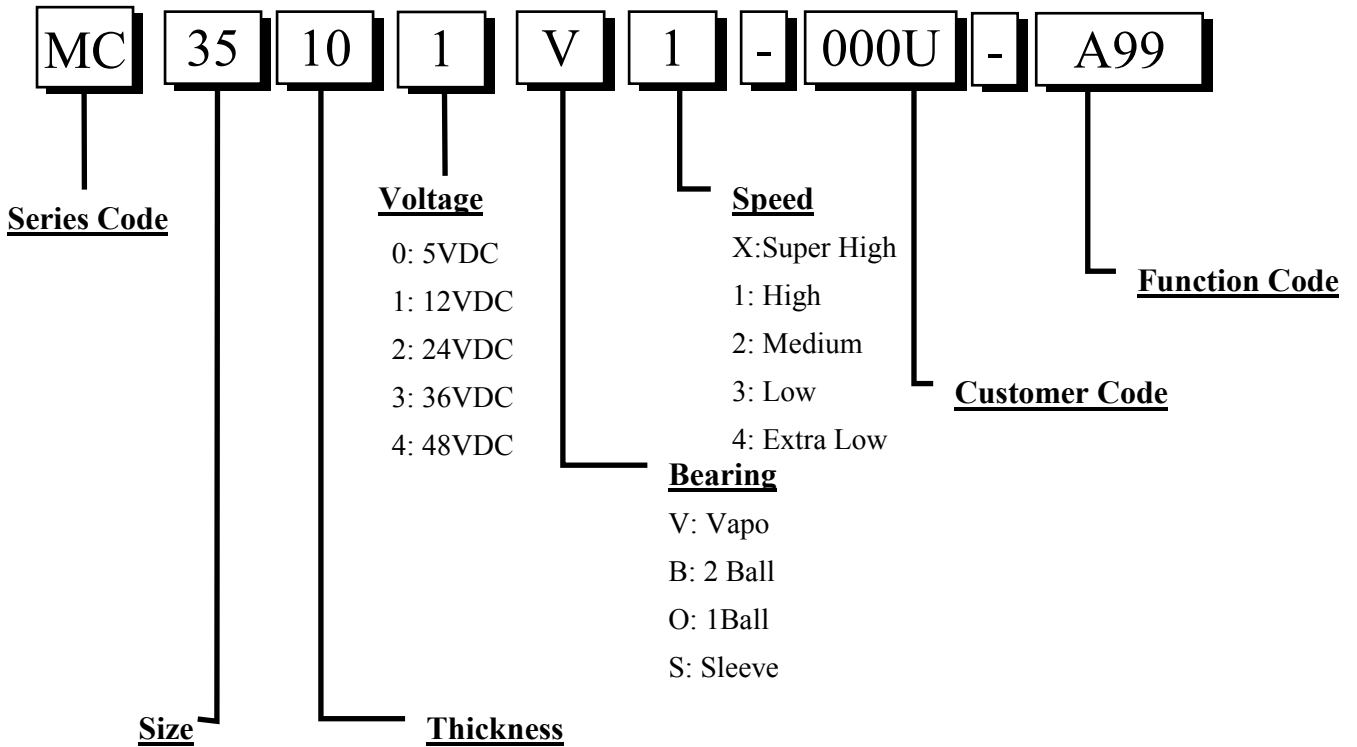 MC 35 10 1 V 1 - 000U - A99
Series Code
Voltage
0: 5VDC
1: 12VDC
2: 24VDC
3: 36VDC
4: 48VDC
Speed
X:Super High
1: High
2: Medium
3: Low
4: Extra Low
Function Code
Customer Code
Bearing
V: Vapo
B: 2 Ball
O: 1Ball
S: Sleeve
Size
Thickness